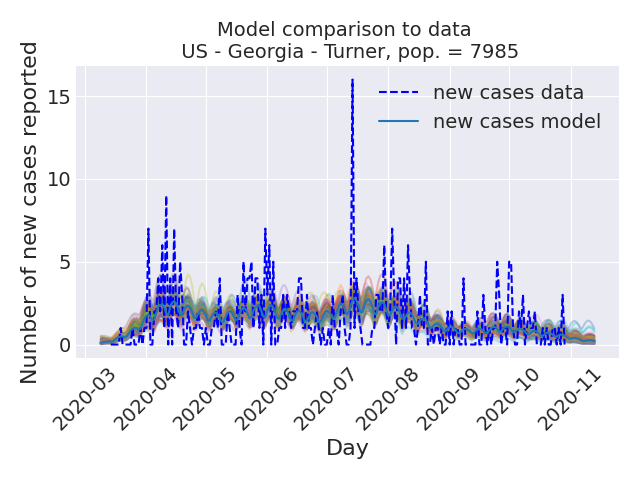 Model comparison to data
US - Georgia - Turner, pop. = 7985
Number of new cases reported
15
10
5
0
new cases data
new cases model
2020-03
2020-04
2020-05
2020-06
2020-07
2020-08
2020-09
2020-10
2020-11
Day